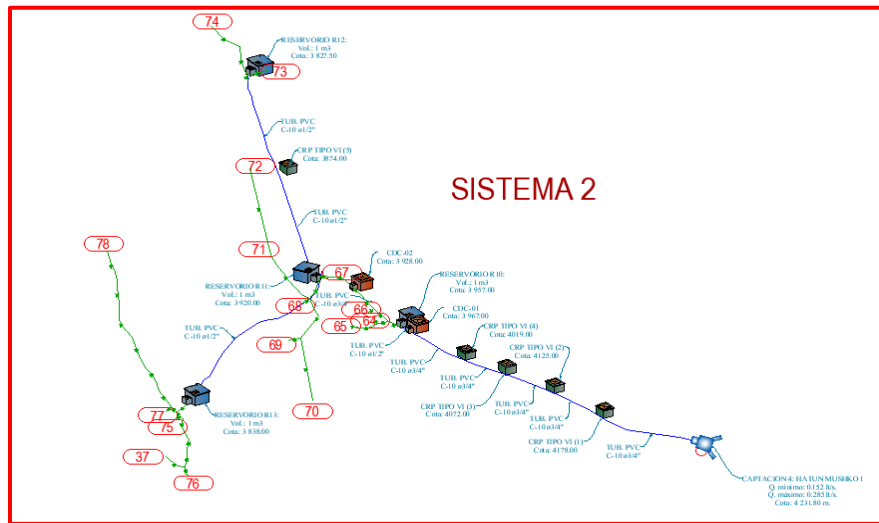 74
RESERVORIO R12:
Vol.: 1 m3
Cota: 3 827.50
73
TUB. PVC
C-10 ø1/2"
CRP TIPO VI (5)
Cota: 3874.00
72
SISTEMA 2
TUB. PVC
C-10 ø1/2"
78
71
CDC-02
Cota: 3 928.00
67
RESERVORIO R11:
Vol.: 1 m3
Cota: 3 920.00
RESERVORIO R10:
Vol.: 1 m3
Cota: 3 957.00
68
TUB. PVC
C-10 ø3/4"
66
CDC-01
Cota: 3 967.00
65
64
TUB. PVC
C-10 ø1/2"
CRP TIPO VI (4)
Cota: 4019.00
69
TUB. PVC
C-10 ø1/2"
CRP TIPO VI (2)
Cota: 4125.00
TUB. PVC
C-10 ø3/4"
TUB. PVC
C-10 ø3/4"
70
CRP TIPO VI (3)
Cota: 4072.00
TUB. PVC
C-10 ø3/4"
77
75
RESERVORIO R13:
Vol.: 1 m3
Cota: 3 838.00
TUB. PVC
C-10 ø3/4"
CRP TIPO VI (1)
Cota: 4178.00
TUB. PVC
C-10 ø3/4"
37
76
CAPTACION 4: HATUN MUSHKO 1
Q. mínimo: 0.152 lt/s.
Q. máximo: 0.285 lt/s.
Cota: 4 231.80 m.